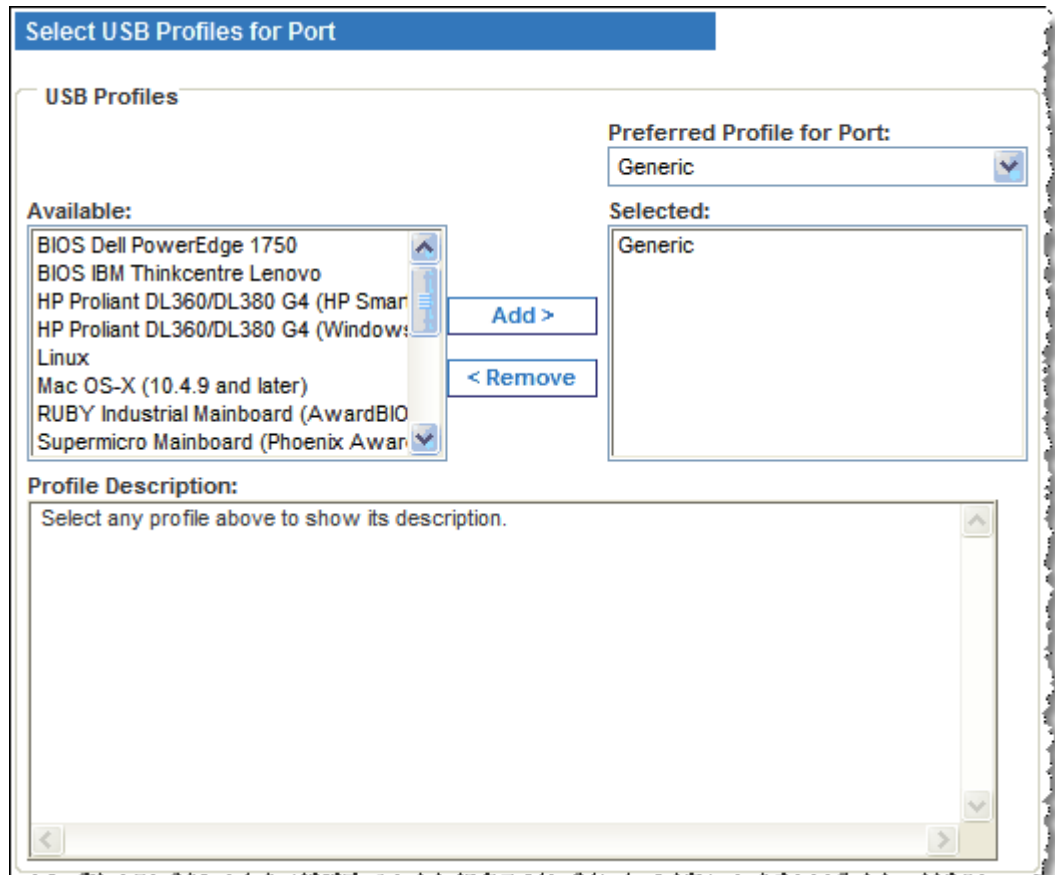 Select USB Profiles for Port
USB Profiles
Preferred Profile for Port:
Generic
Available:
Selected:
BIOS Dell PowerEdge 1750
BIOS IBM Thinkcentre Lenovo
HP Proliant DL360/DL380 G4 (HP Smar
HP Proliant DL360/DL380 G4 (Windows
Linux
Mac OS-X (10.4.9 and later)
RUBY Industrial Mainboard (AwardBIO
Supermicro Mainboard (Phoenix Awar
Add >
< Remove
Generic
Profile Description:
Select any profile above to show its description.